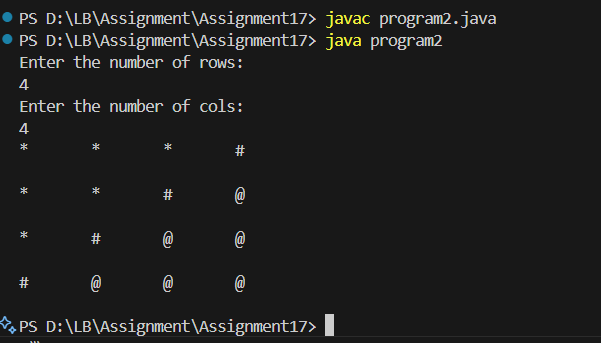 PS D:\LB\Assignment\Assignment17> javac program2.java
PS D:\LB\Assignment\Assignment17> java program2
Enter the number of rows:
4
Enter the number of cols:
4
* * * #
* * # @
* # @ @
# @ @ @
PS D:\LB\Assignment\Assignment17>